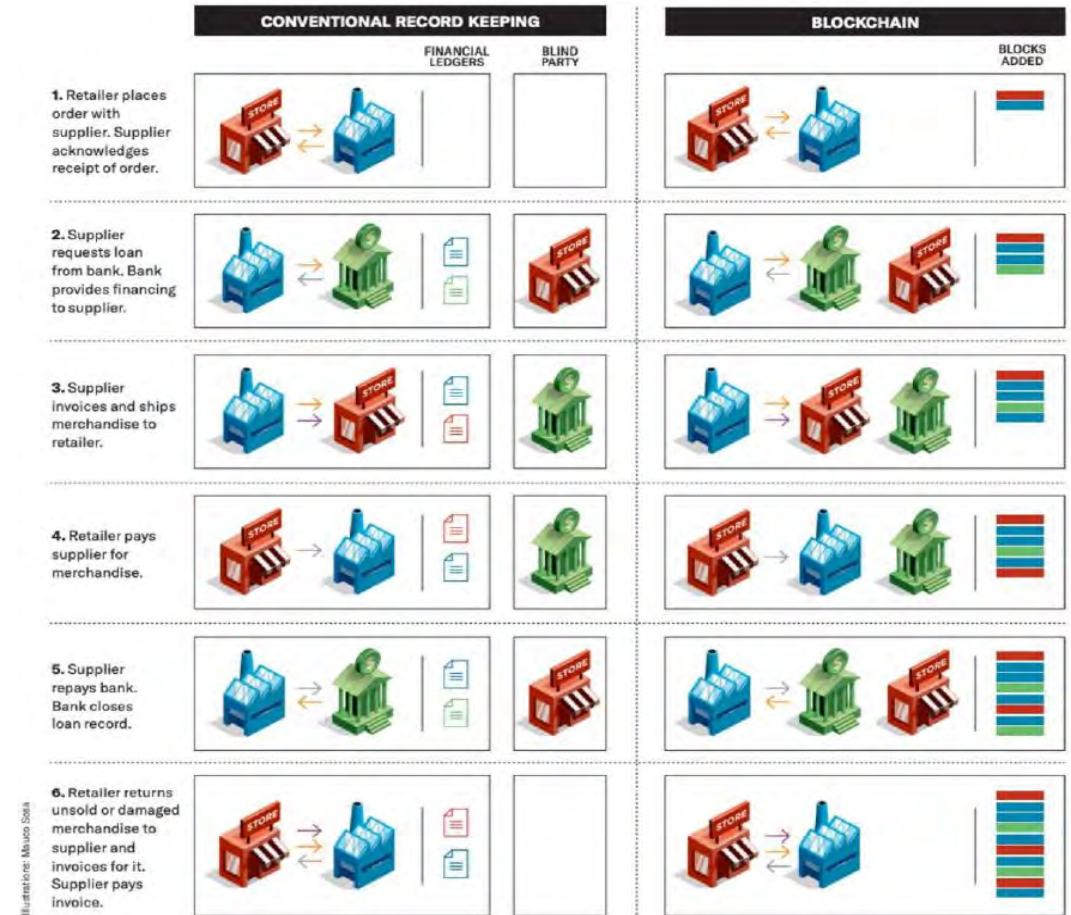 CONVENTIONAL RECORD KEEPING
BLOCKCHAIN
FINANCIAL
LEDGERS
BLIND
PARTY
BLOCKS
ADDED
1. Retailer places
order with
supplier. Supplier
acknowledges
receipt of order.
STORE
STORE
2. Supplier
requests loan
from bank. Bank
provides financing
to supplier.
STORE
STORE
3. Supplier
invoices and ships
merchandise to
retailer.
STORE
STORE
4. Retailer pays
supplier for
merchandise.
STORE
STORE
5. Supplier
repays bank.
Bank closes
loan record.
STORE
STORE
6. Retailer returns
unsold or damaged
merchandise to
supplier and
invoices for it.
Supplier pays
invoice.
STORE
STORE
Illustrations: Mauco Sosa